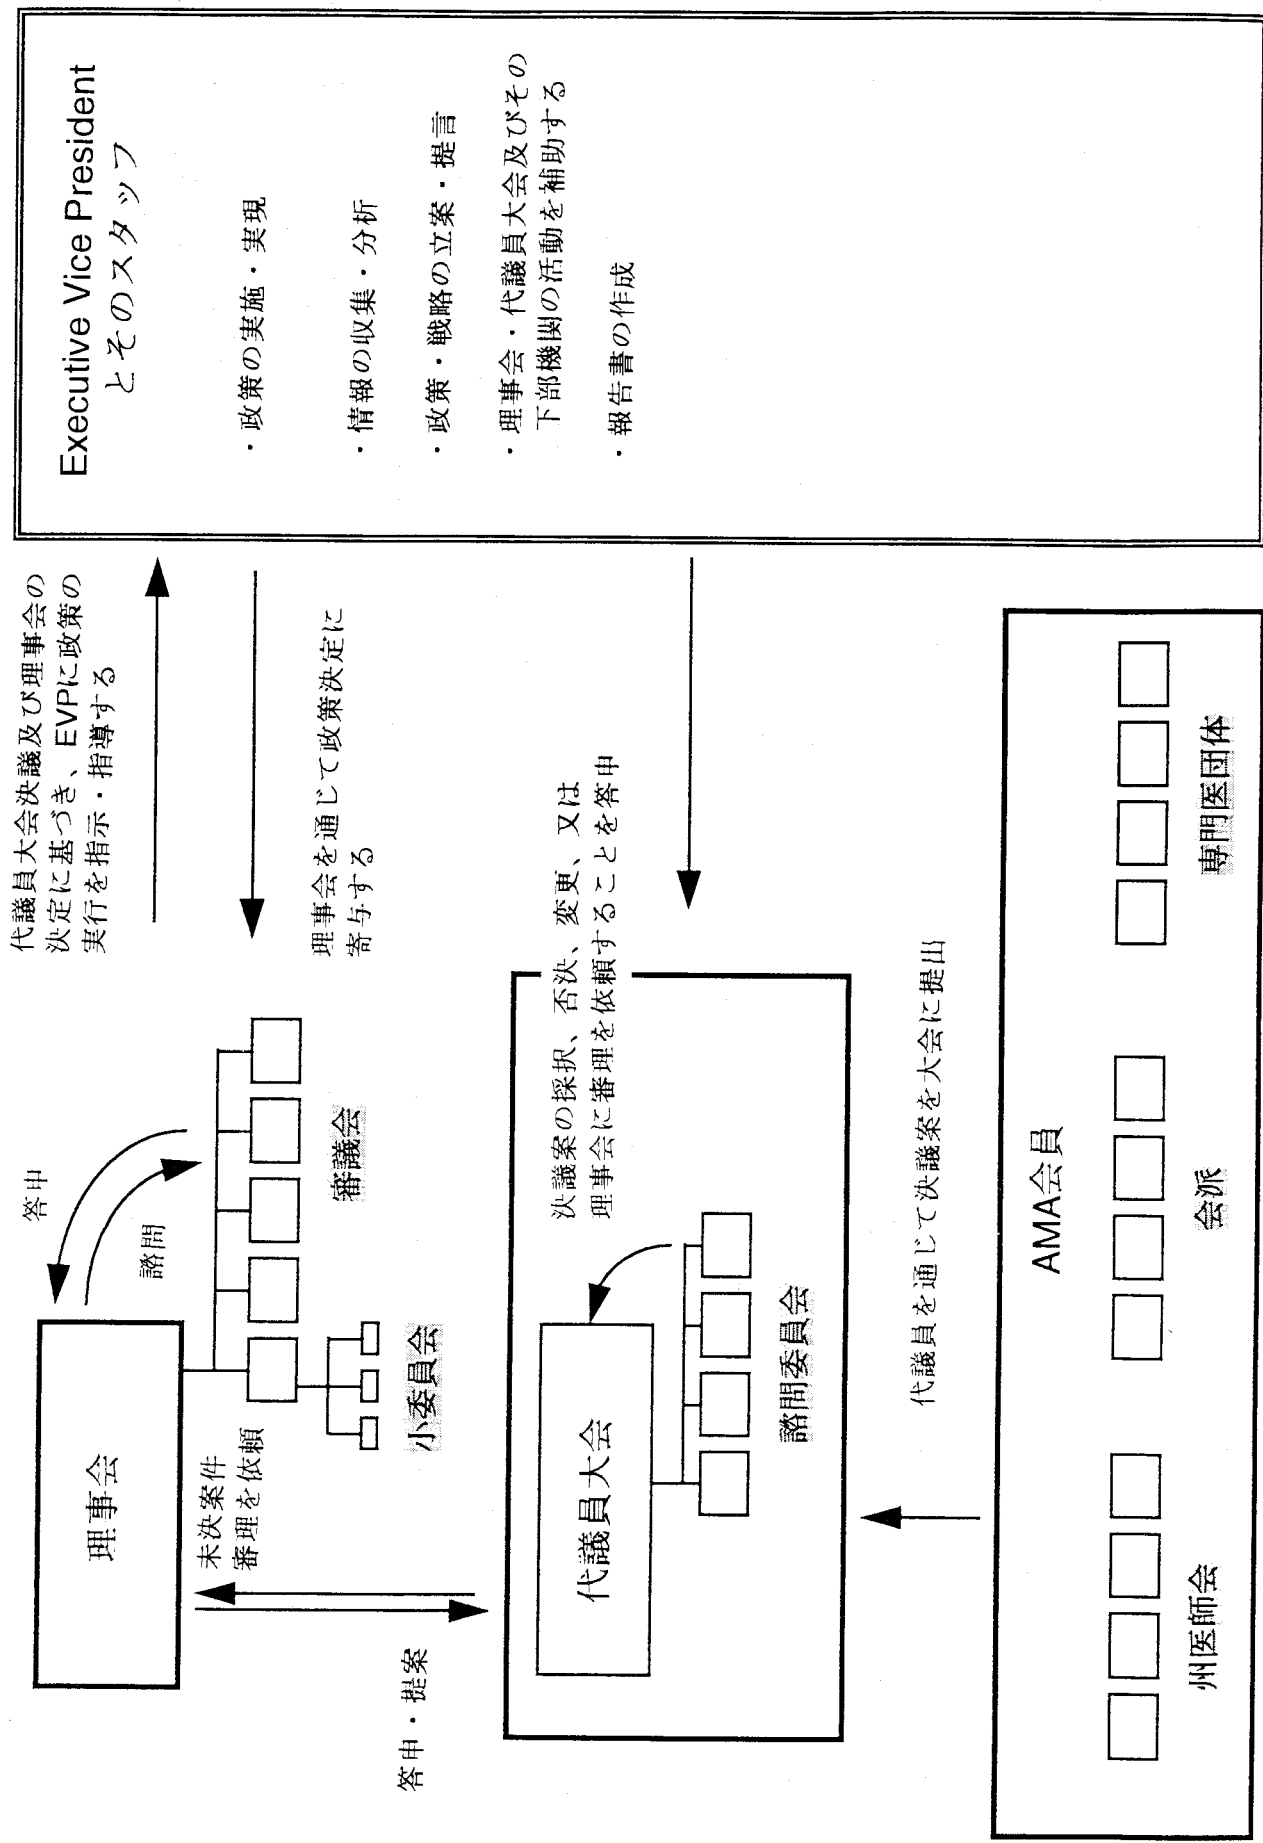 理事会
答申
諮問
審議会
小委員会
未決案件
審理を依頼
答申・提案
代議員大会
諮問委員会
決議案の採択、否決、変更、又は
理事会に審理を依頼することを答申
代議員を通じて決議案を大会に提出
AMA会員
州医師会
会派
専門医団体
代議員大会決議及び理事会の
決定に基づき、EVPに政策の
実行を指示・指導する
理事会を通じて政策決定に
寄与する
Executive Vice President
とそのスタッフ
・政策の実施・実現
・情報の収集・分析
・政策・戦略の立案・提言
・理事会・代議員大会及びその
下部機関の活動を補助する
・報告書の作成